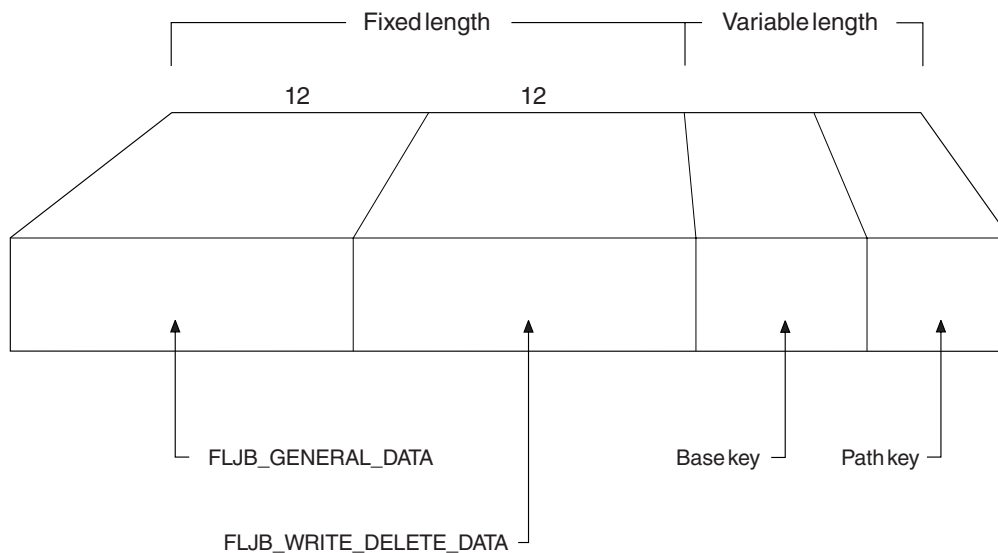 Fixed length Variable length
12 12
FLJB_GENERAL_DATA Base key Path key
FLJB_WRITE_DELETE_DATA